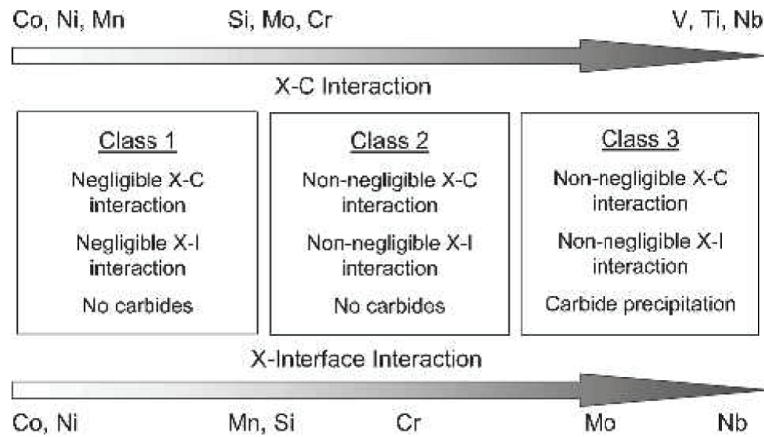 Co, Ni, Mn Si, Mo, Cr V, Ti, Nb
X-C Interaction
Class 1
Negligible X-C
interaction
Negligible X-I
interaction
No carbides
Class 2
Non-negligible X-C
interaction
Non-negligible X-I
interaction
No carbides
Class 3
Non-negligible X-C
interaction
Non-negligible X-I
interaction
Carbide precipitation
X-Interface Interaction
Co, Ni Mn, Si Cr Mo Nb